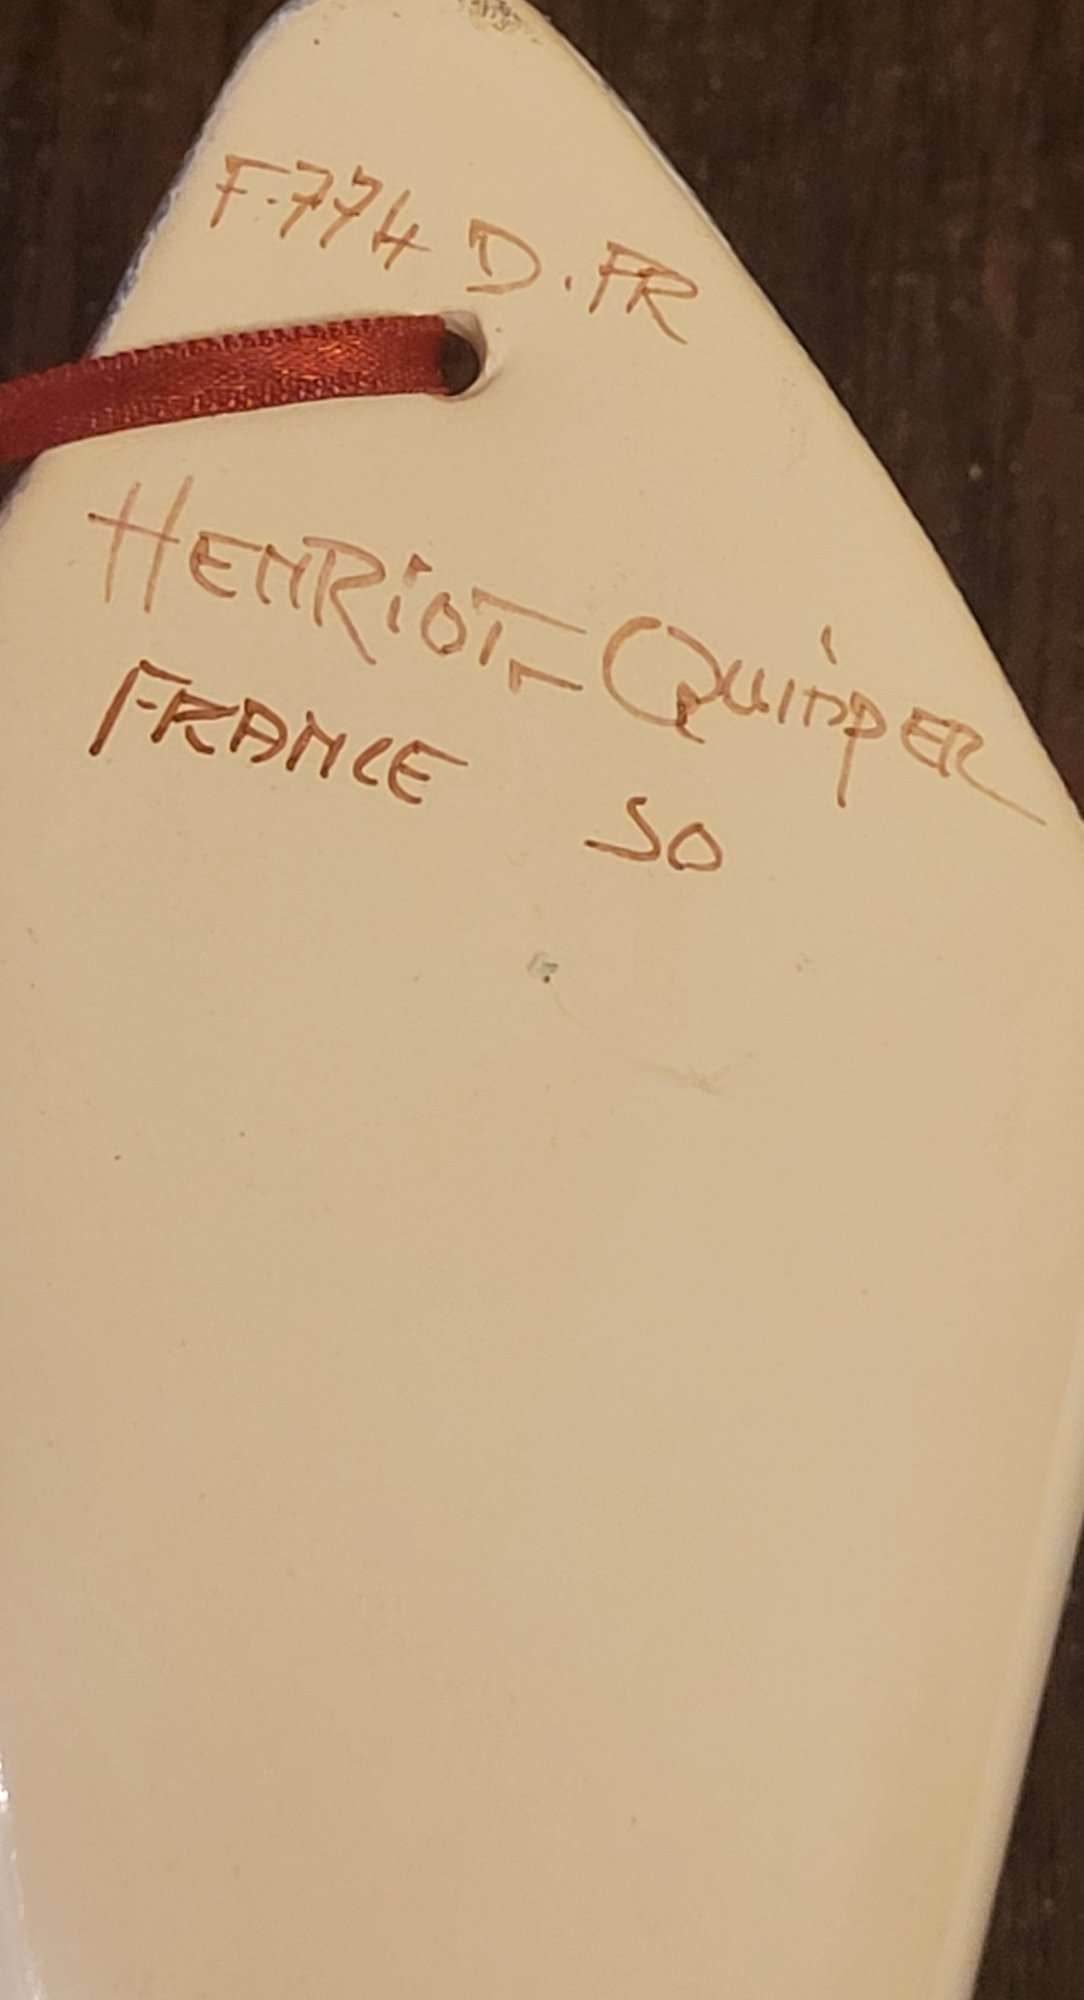 F.774 D.FR
HENRiOT-QUiMPER
FRANCE
SO